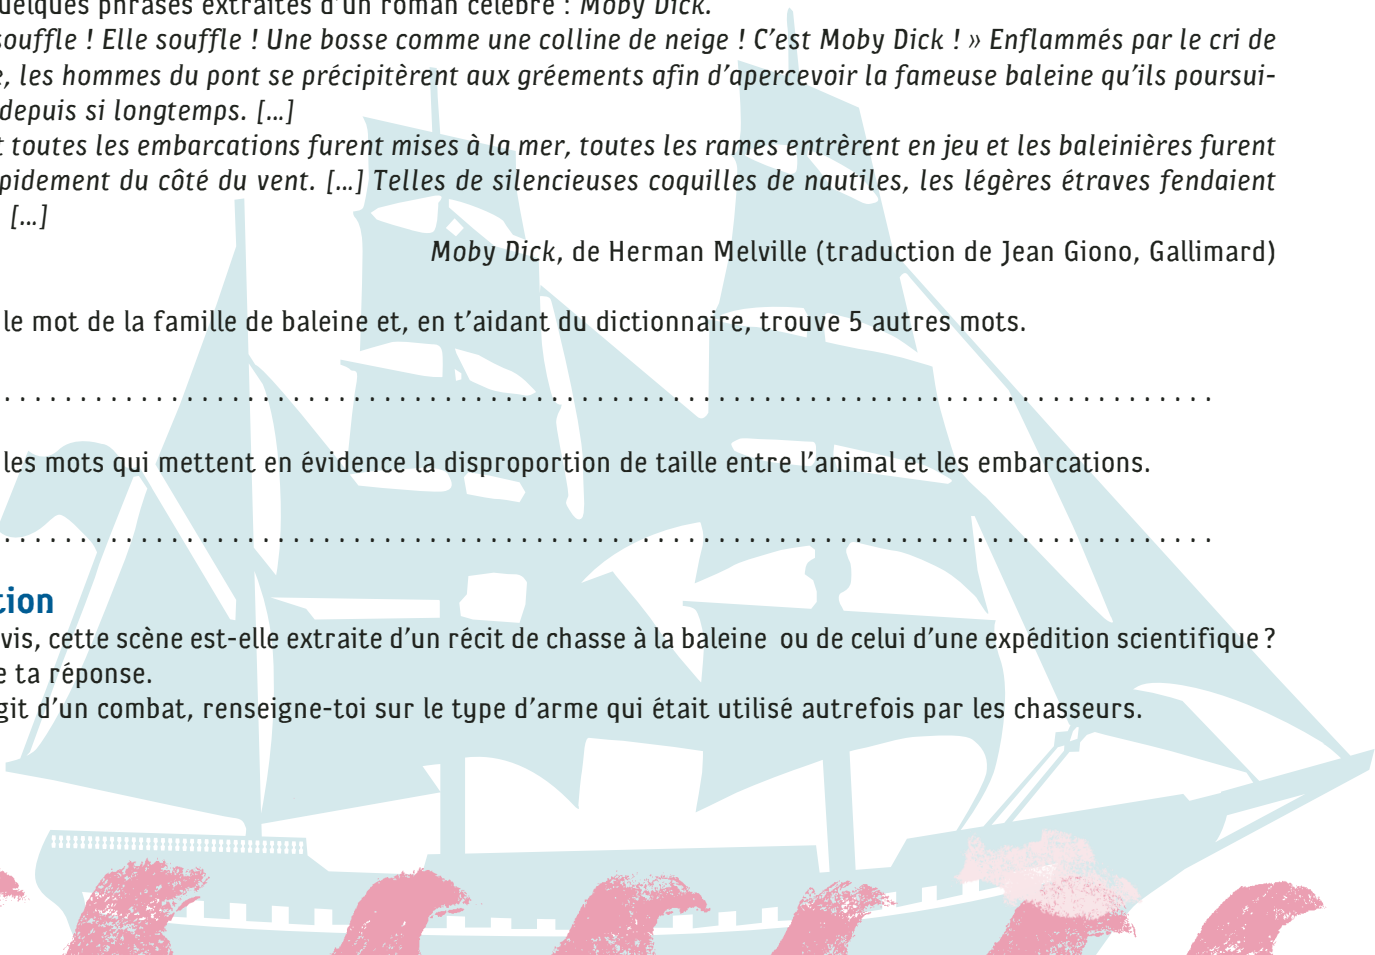 quelques phrases extraites d'un roman célèbre : Moby Dick.
souffle ! Elle souffle ! Une bosse comme une colline de neige ! C'est Moby Dick ! » Enflammés par le cri de
, les hommes du pont se précipitèrent aux gréements afin d'apercevoir la fameuse baleine qu'ils poursui-
depuis si longtemps. [...]
t toutes les embarcations furent mises à la mer, toutes les rames entrèrent en jeu et les baleinières furent
pidement du côté du vent. [...] Telles de silencieuses coquilles de nautiles, les légères étraves fendaient
[...]
Moby Dick, de Herman Melville (traduction de Jean Giono, Gallimard)
le mot de la famille de baleine et, en t'aidant du dictionnaire, trouve 5 autres mots.
les mots qui mettent en évidence la disproportion de taille entre l'animal et les embarcations.
tion
vis, cette scène est-elle extraite d'un récit de chasse à la baleine ou de celui d'une expédition scientifique ?
e ta réponse.
git d'un combat, renseigne-toi sur le type d'arme qui était utilisé autrefois par les chasseurs.